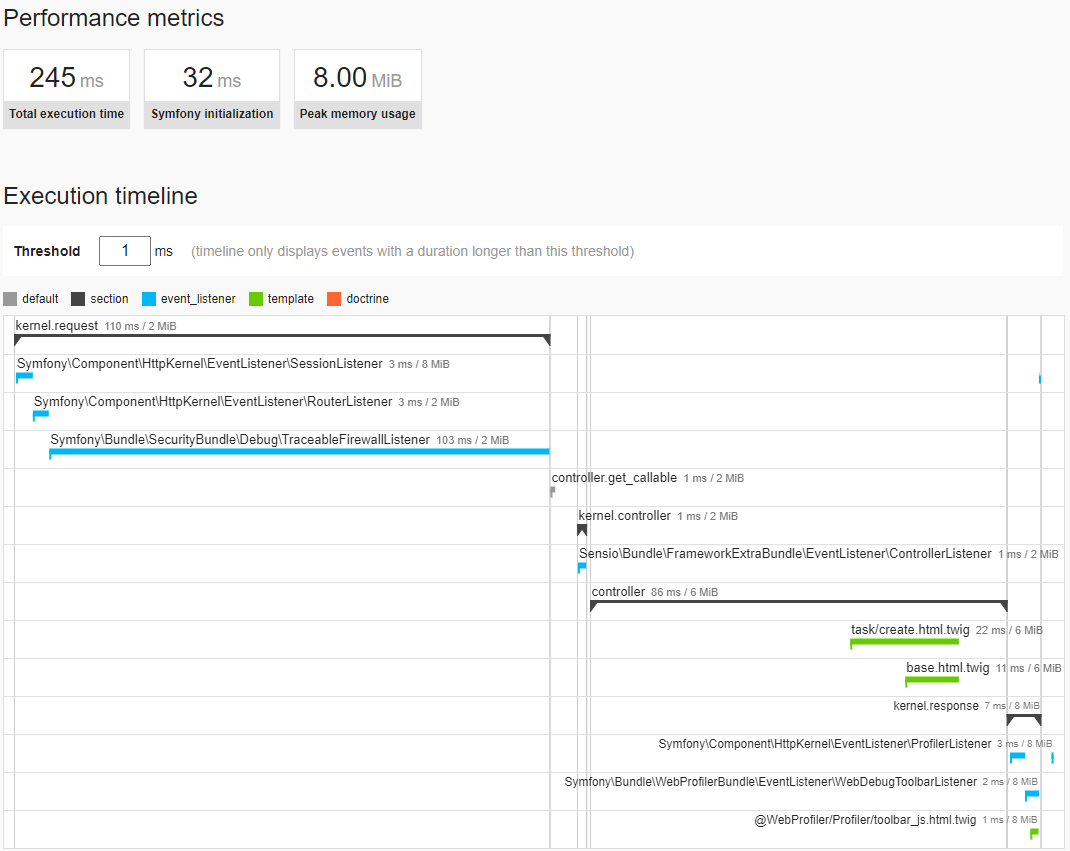 Performance metrics
245 ms 32 ms 8.00 MiB
Total execution time Symfony initialization Peak memory usage
Execution timeline
Threshold 1 ms (timeline only displays events with a duration longer than this threshold)
default section event_listener template doctrine
kernel.request 110 ms / 2 MiB
Symfony\Component\HttpKernel\EventListener\SessionListener 3 ms / 8 MiB
Symfony\Component\HttpKernel\EventListener\RouterListener 3 ms / 2 MiB
Symfony\Bundle\SecurityBundle\Debug\TraceableFirewallListener 103 ms / 2 MiB
controller.get_callable 1 ms / 2 MiB
kernel.controller 1 ms / 2 MiB
Sensio\Bundle\FrameworkExtraBundle\EventListener\ControllerListener 1 ms / 2 MiB
controller 86 ms / 6 MiB
task/create.html.twig 22 ms / 6 MiB
base.html.twig 11 ms / 6 MiB
kernel.response 7 ms / 8 MiB
Symfony\Component\HttpKernel\EventListener\ProfilerListener 3 ms / 8 MiB
Symfony\Bundle\WebProfilerBundle\EventListener\WebDebugToolbarListener 2 ms / 8 MiB
@WebProfiler/Profiler/toolbar_js.html.twig 1 ms / 8 MiB